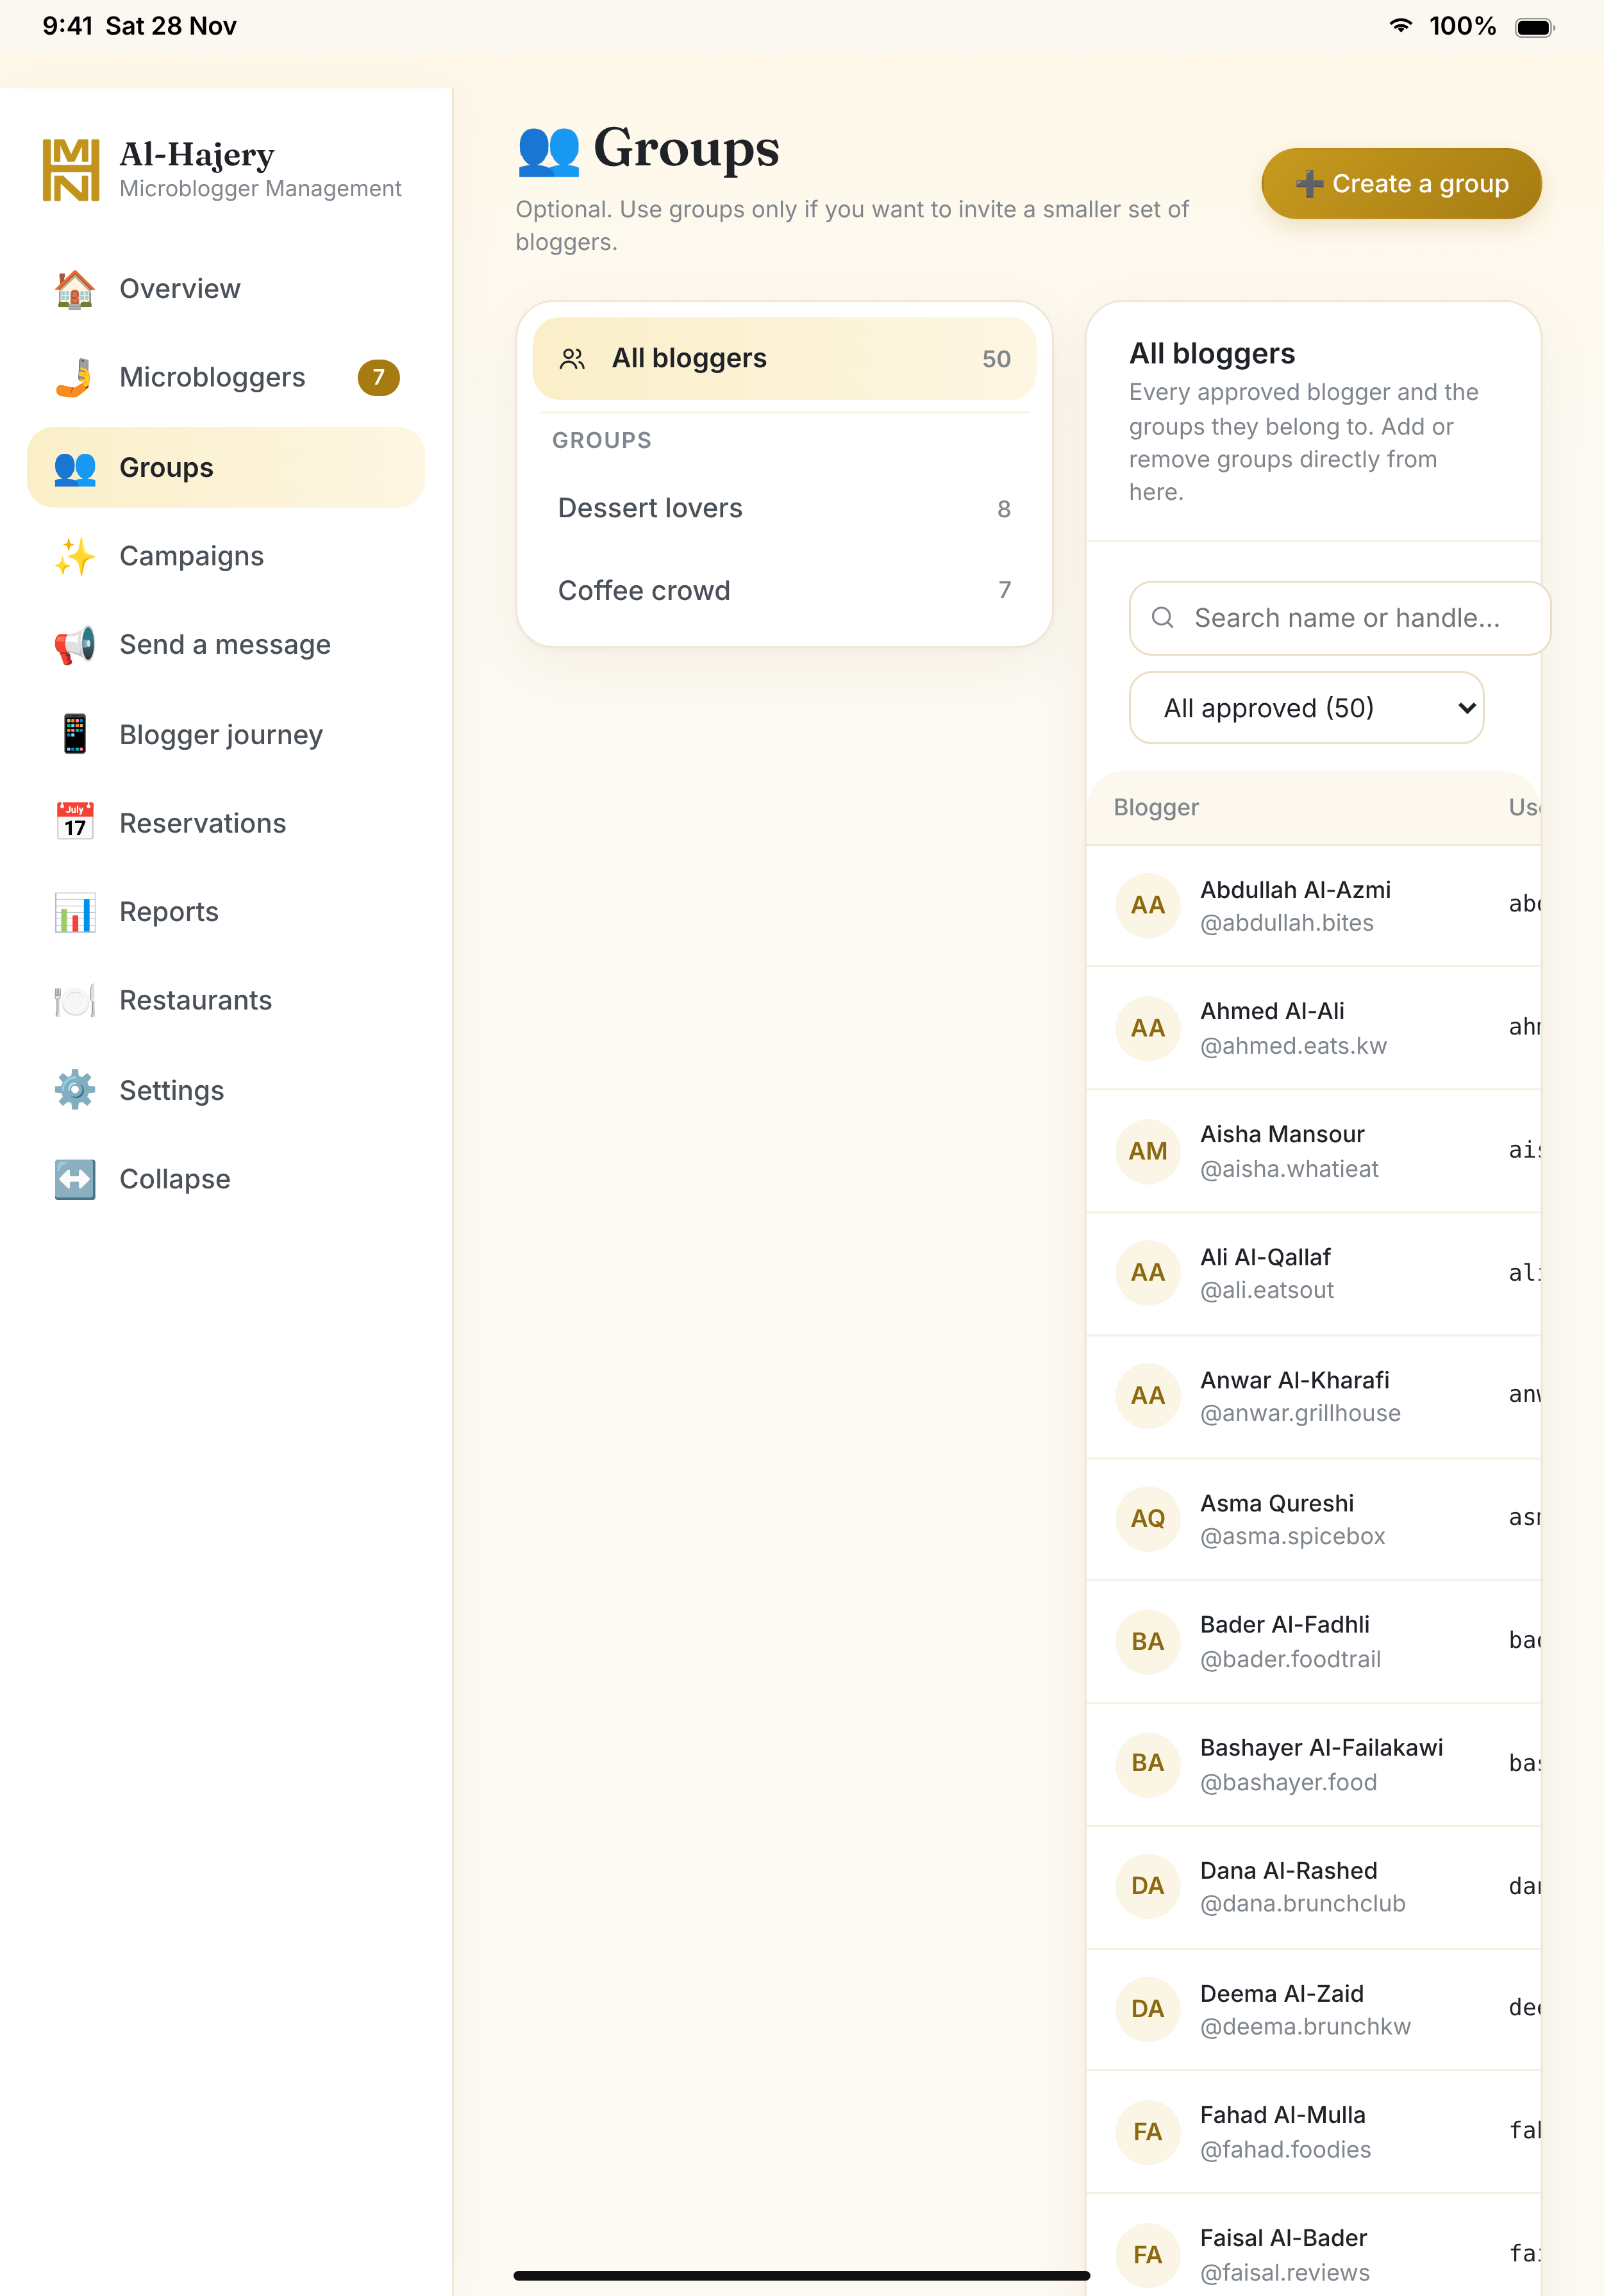 9:41 Sat 28 Nov
100%
Al-Hajery
Microblogger Management
Overview
Microbloggers 7
Groups
Campaigns
Send a message
Blogger journey
July
17
Reservations
Reports
Restaurants
Settings
Collapse
Groups
Optional. Use groups only if you want to invite a smaller set of
bloggers.
Create a group
All bloggers 50
GROUPS
Dessert lovers 8
Coffee crowd 7
All bloggers
Every approved blogger and the
groups they belong to. Add or
remove groups directly from
here.
Search name or handle...
All approved (50)
Blogger
AA Abdullah Al-Azmi
@abdullah.bites
AA Ahmed Al-Ali
@ahmed.eats.kw
AM Aisha Mansour
@aisha.whatieat
AA Ali Al-Qallaf
@ali.eatsout
AA Anwar Al-Kharafi
@anwar.grillhouse
AQ Asma Qureshi
@asma.spicebox
BA Bader Al-Fadhli
@bader.foodtrail
BA Bashayer Al-Failakawi
@bashayer.food
DA Dana Al-Rashed
@dana.brunchclub
DA Deema Al-Zaid
@deema.brunchkw
FA Fahad Al-Mulla
@fahad.foodies
FA Faisal Al-Bader
@faisal.reviews